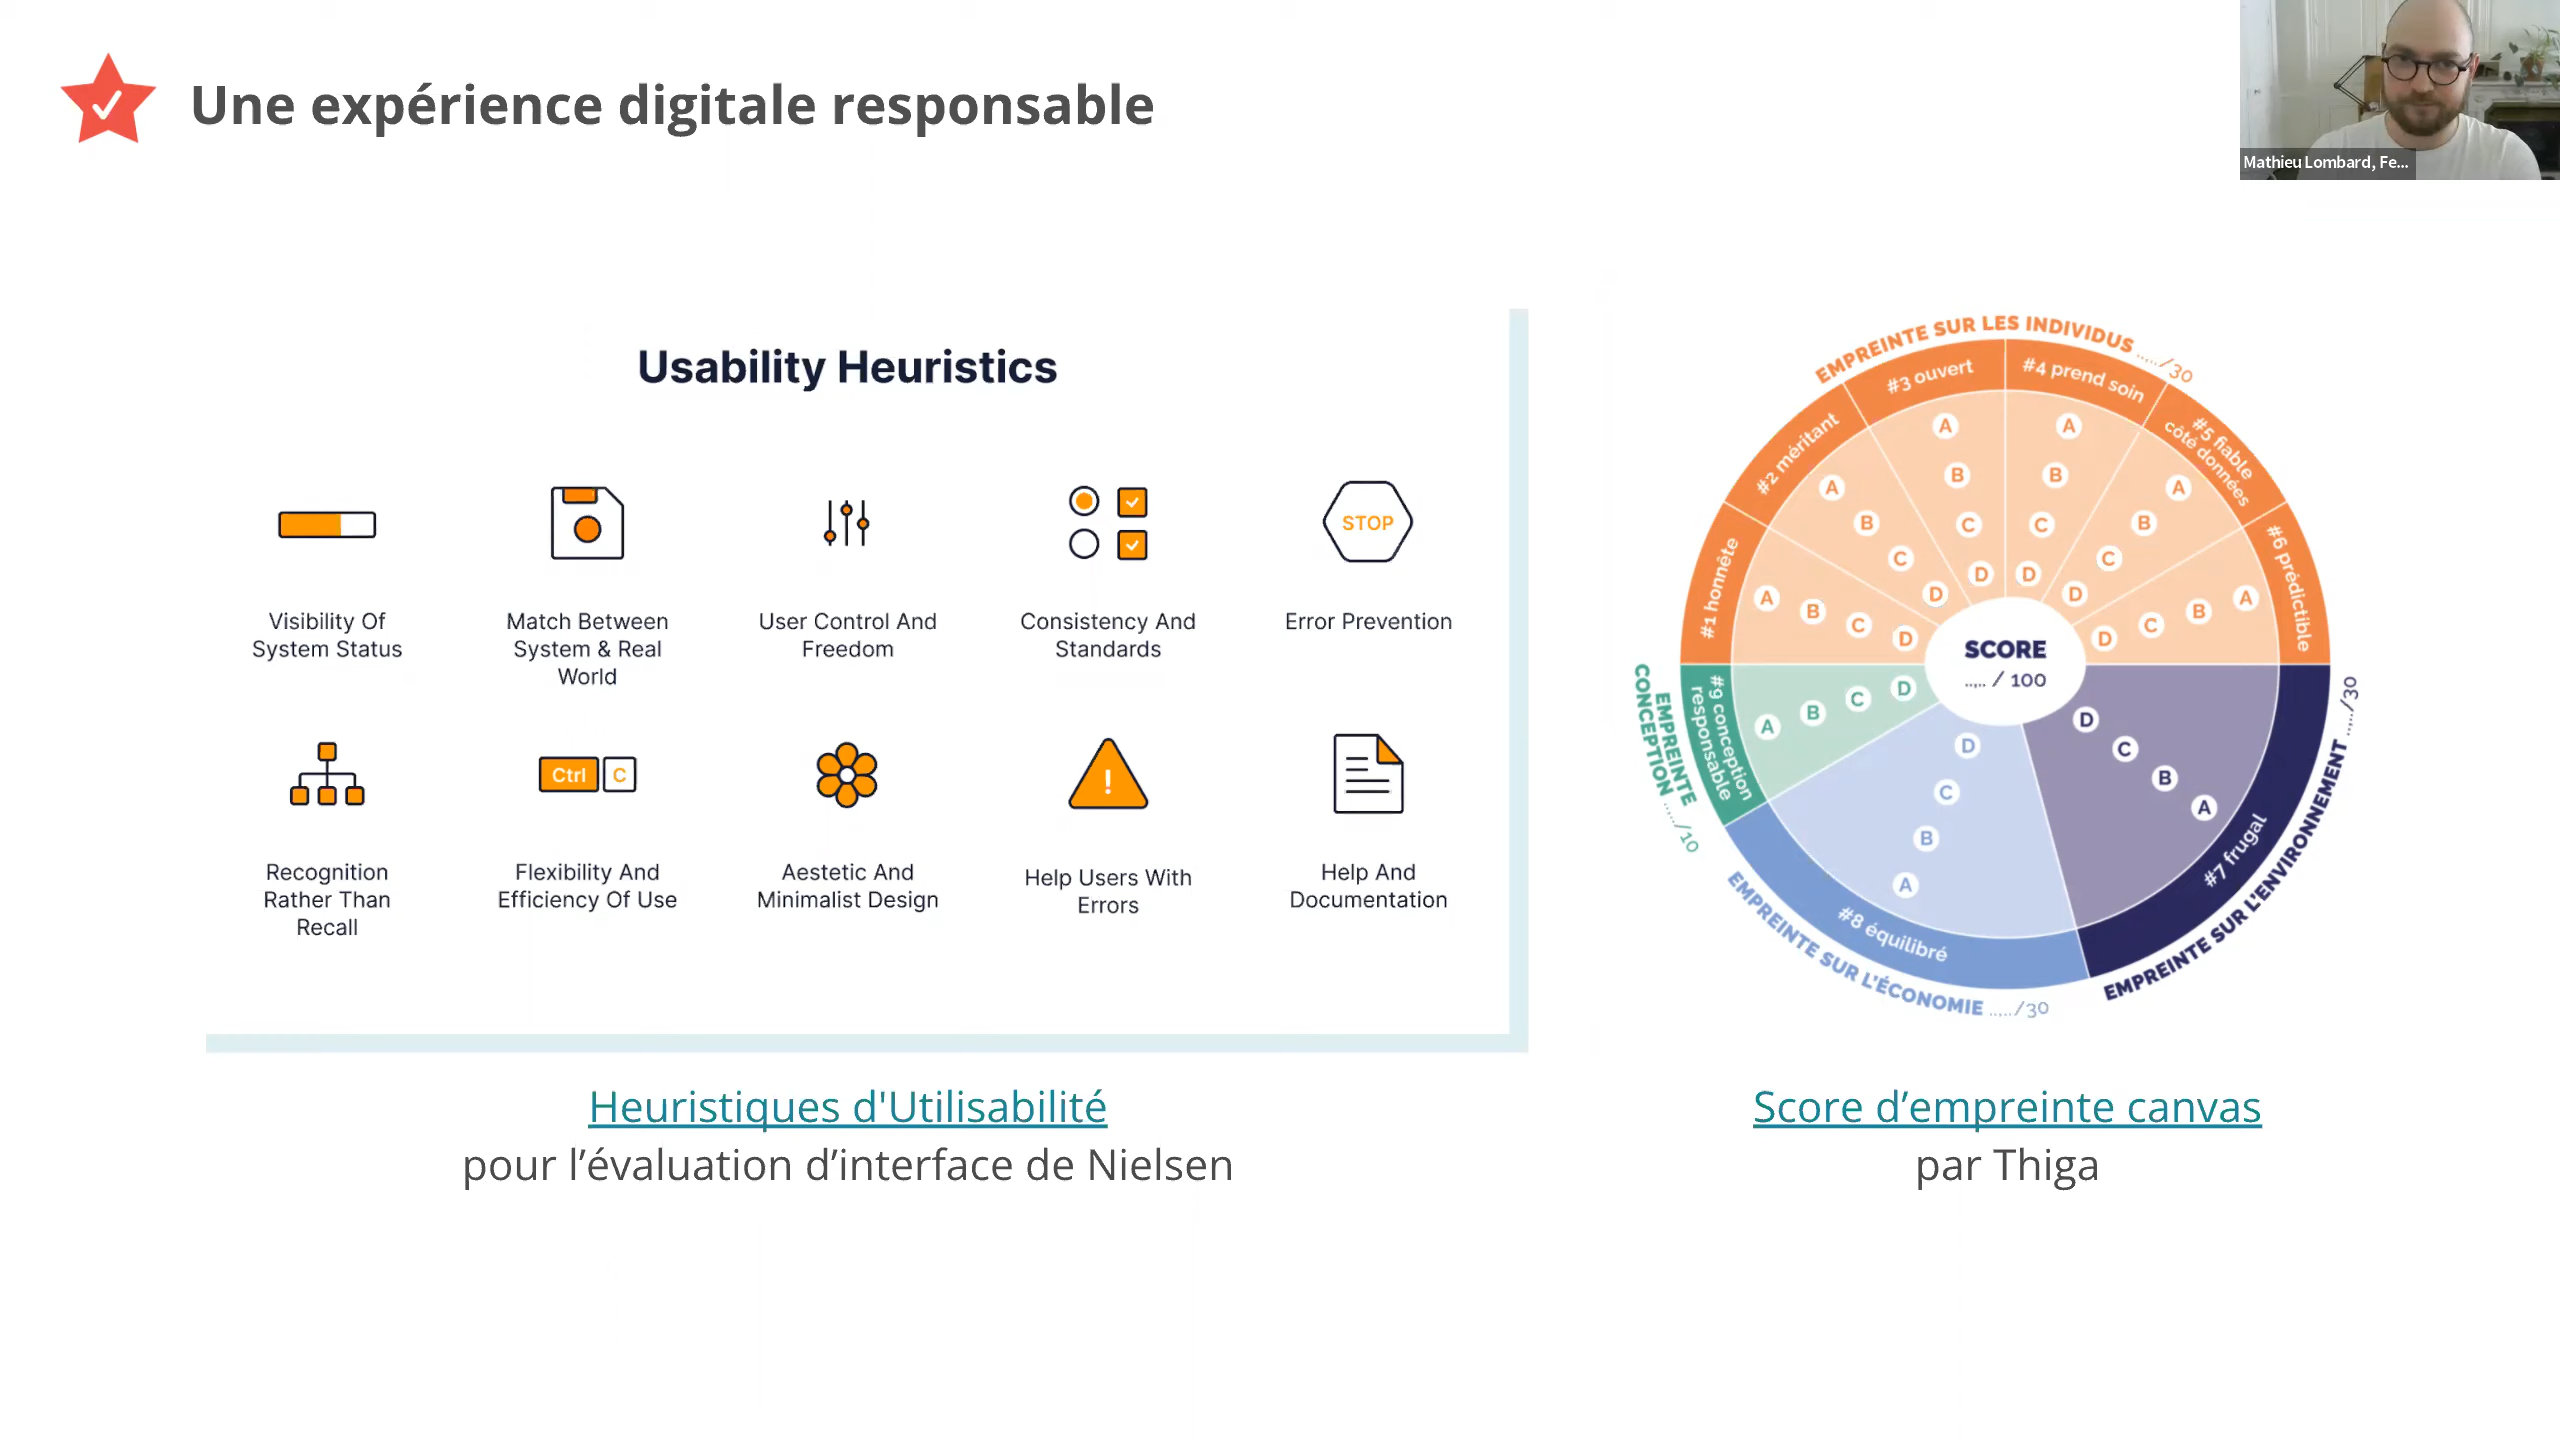 Une expérience digitale responsable
Mathieu Lombard, Fe...
Usability Heuristics
STOP
Visibility Of
System Status
Match Between
System & Real
World
User Control And
Freedom
Consistency And
Standards
Error Prevention
Ctrl C
!
Recognition
Rather Than
Recall
Flexibility And
Efficiency Of Use
Aestetic And
Minimalist Design
Help Users With
Errors
Help And
Documentation
Heuristiques d'Utilisabilité
pour l’évaluation d’interface de Nielsen
EMPREINTE SUR LES INDIVIDUS ...../30
#1 honnête
A B C D
#2 méritant
A B C D
#3 ouvert
A B C D
#4 prend soin
A B C D
#5 fiable
côté données
A B C D
#6 prédictible
A B C D
SCORE
..... / 100
EMPREINTE SUR L'ENVIRONNEMENT ...../30
#7 frugal
A B C D
EMPREINTE SUR L'ÉCONOMIE ...../30
#8 équilibré
A B C D
EMPREINTE
CONCEPTION ...../10
#9 conception
responsable
A B C D
Score d’empreinte canvas
par Thiga